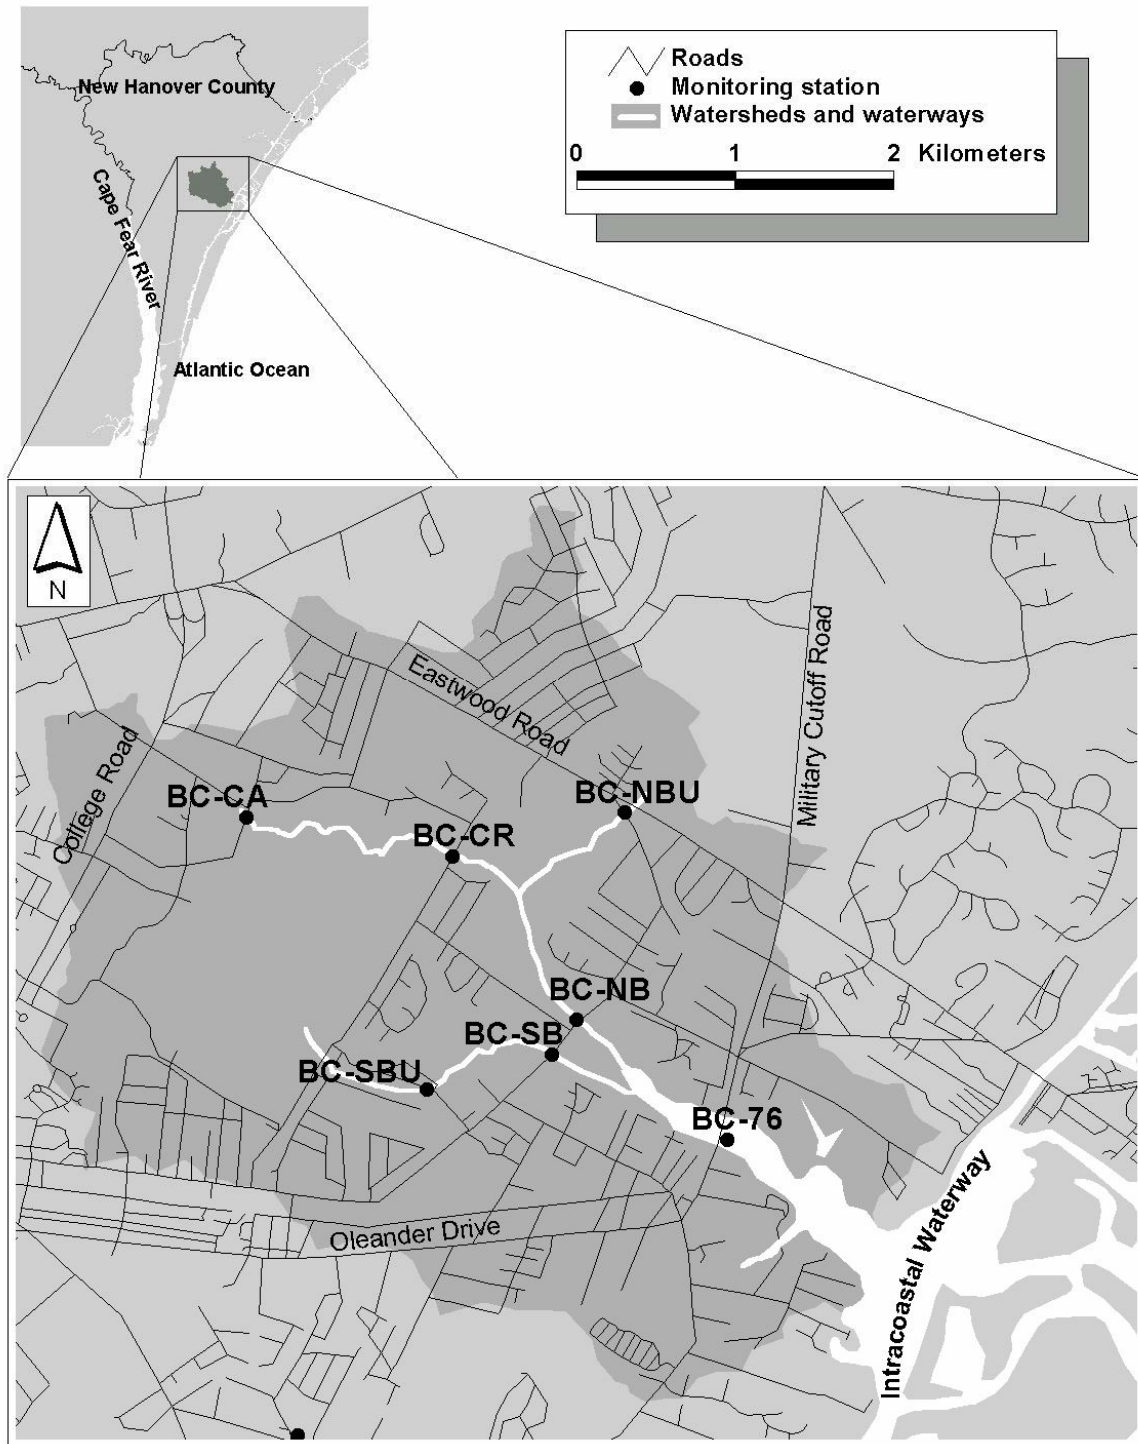 New Hanover County
Cape Fear River
Atlantic Ocean
Roads
Monitoring station
Watersheds and waterways
0 1 2 Kilometers
N
Eastwood Road
Military Cutoff Road
College Road
BC-CA
BC-NBU
BC-CR
BC-NB
BC-SB
BC-SBU
BC-76
Oleander Drive
Intracoastal Waterway